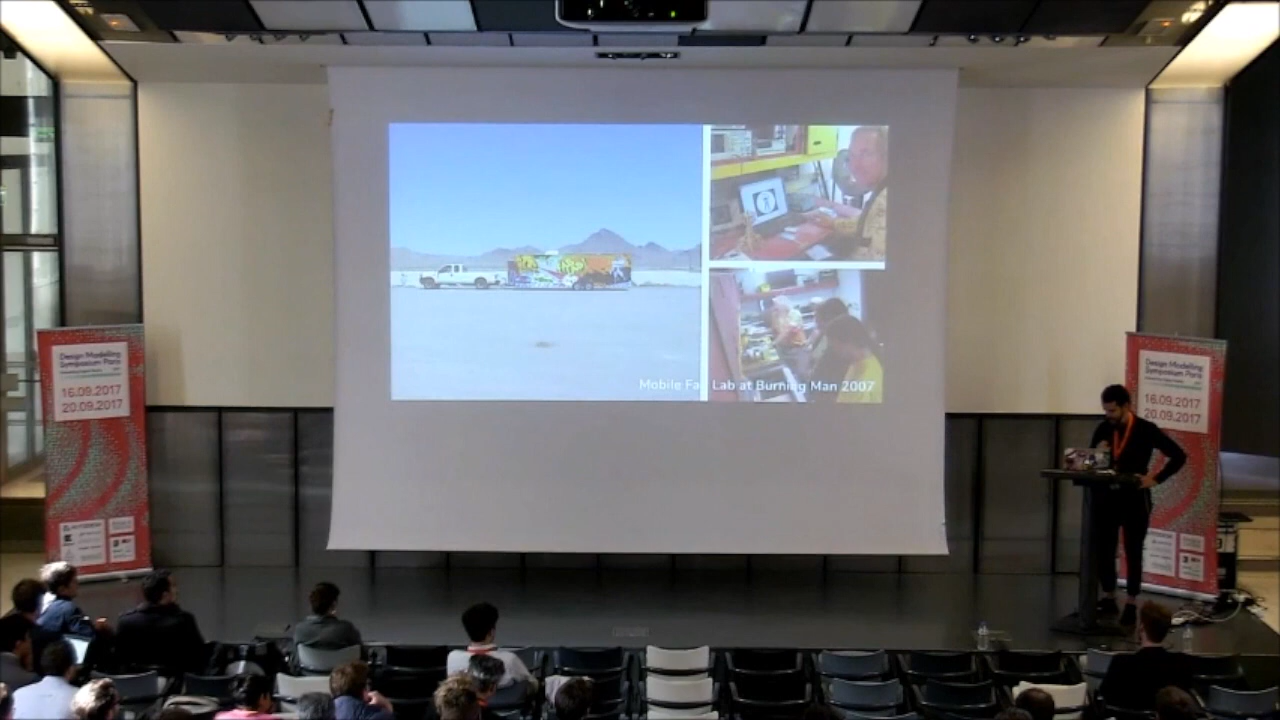 Mobile Fab Lab at Burning Man 2007
Design Modelling
Symposium Paris
16.09.2017
20.09.2017
Design Modelling
Symposium Paris
16.09.2017
20.09.2017